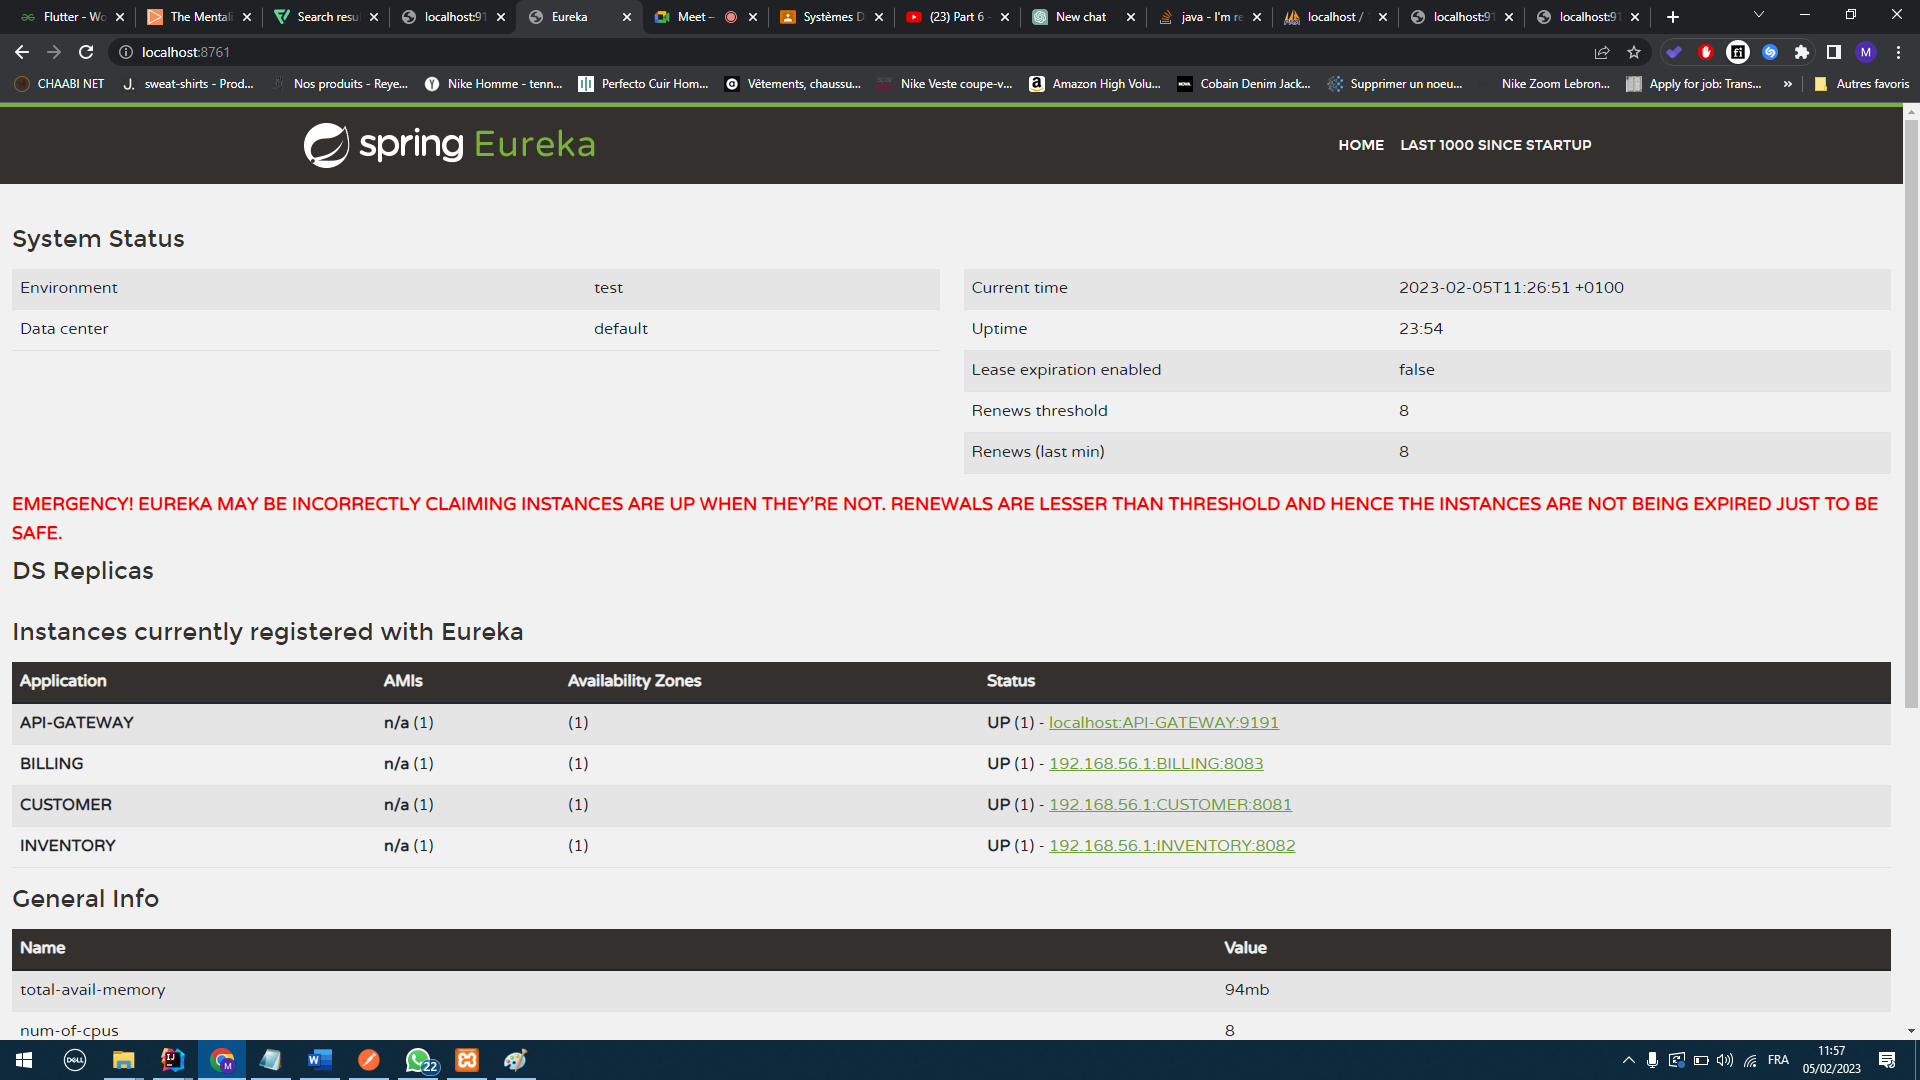 Flutter - Wo
The Mentali
Search resu
localhost:91
Eureka
Meet –
Systèmes D
(23) Part 6 -
New chat
java - I'm re
localhost /
localhost:91
localhost:91
localhost:8761
CHAABI NET
sweat-shirts - Prod...
Nos produits - Reye...
Nike Homme - tenn...
Perfecto Cuir Hom...
Vêtements, chaussu...
Nike Veste coupe-v...
Amazon High Volu...
Cobain Denim Jack...
Supprimer un noeu...
Nike Zoom Lebron...
Apply for job: Trans...
»
Autres favoris
spring Eureka
HOME LAST 1000 SINCE STARTUP
System Status
Environment test
Data center default
Current time 2023-02-05T11:26:51 +0100
Uptime 23:54
Lease expiration enabled false
Renews threshold 8
Renews (last min) 8
EMERGENCY! EUREKA MAY BE INCORRECTLY CLAIMING INSTANCES ARE UP WHEN THEY'RE NOT. RENEWALS ARE LESSER THAN THRESHOLD AND HENCE THE INSTANCES ARE NOT BEING EXPIRED JUST TO BE
SAFE.
DS Replicas
Instances currently registered with Eureka
Application AMIs Availability Zones Status
API-GATEWAY n/a (1) (1) UP (1) - localhost:API-GATEWAY:9191
BILLING n/a (1) (1) UP (1) - 192.168.56.1:BILLING:8083
CUSTOMER n/a (1) (1) UP (1) - 192.168.56.1:CUSTOMER:8081
INVENTORY n/a (1) (1) UP (1) - 192.168.56.1:INVENTORY:8082
General Info
Name Value
total-avail-memory 94mb
num-of-cpus 8
DELL
22
FRA
11:57
05/02/2023